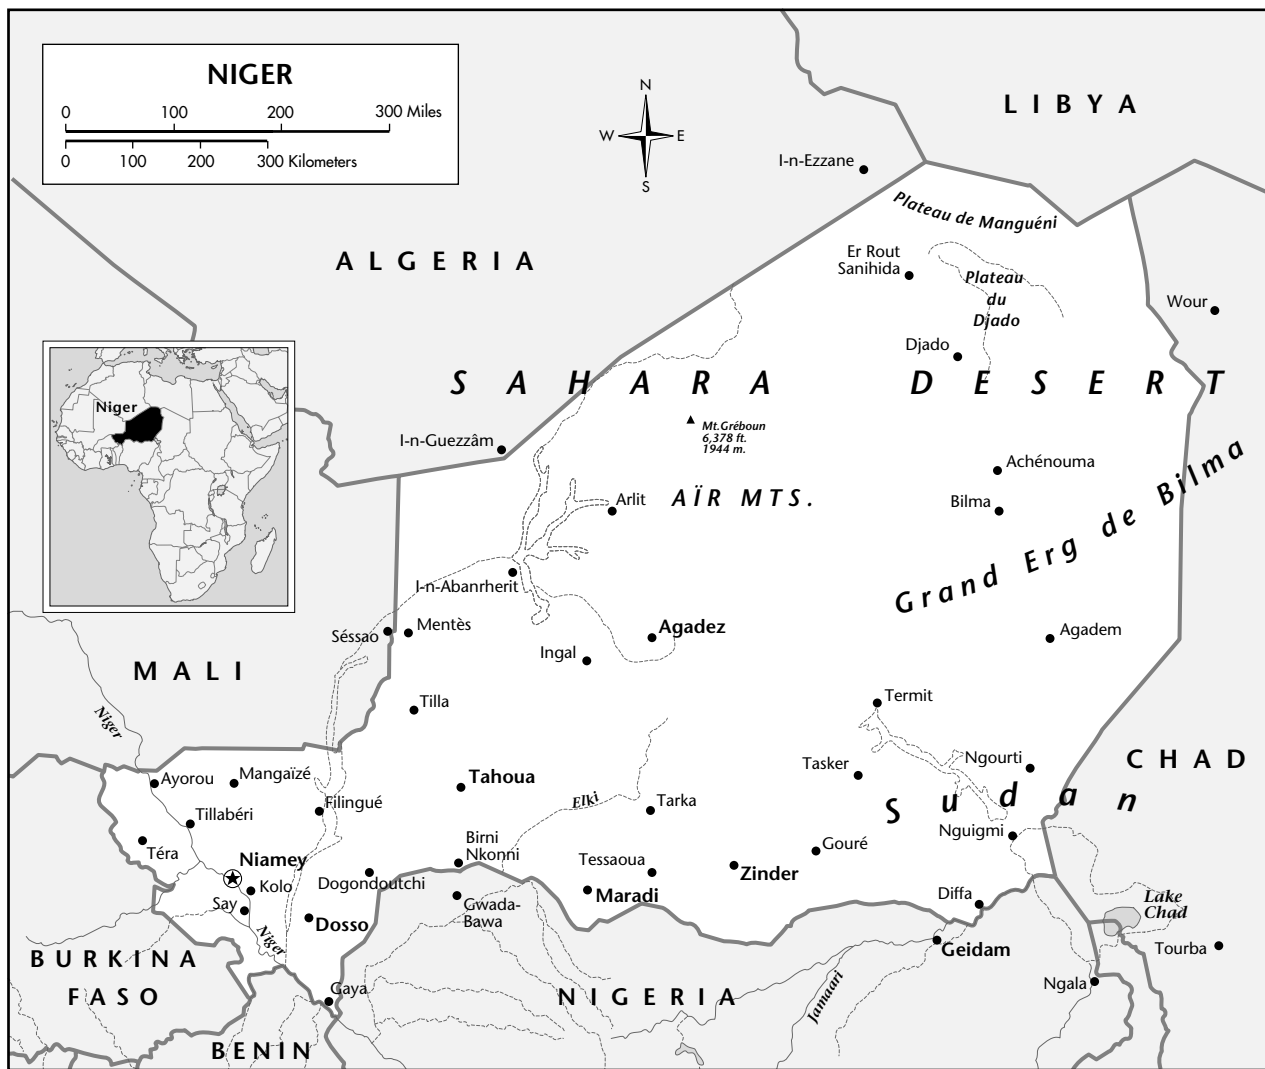 NIGER
0 100 200 300 Miles
0 100 200 300 Kilometers
N
W E
S
LIBYA
I-n-Ezzane
Plateau de Manguéni
ALGERIA
Er Rout
Sanihida
Plateau
du
Djado
Wour
Djado
SAHARA DESERT
Niger
Mt.Gréboun
6,378 ft.
1944 m.
I-n-Guezzâm
Achénouma
Grand Erg de Bilma
Arlit
AÏR MTS.
Bilma
I-n-Abanrherit
Séssao
Mentès
Agadez
Agadem
Ingal
MALI
Tilla
Termit
Niger
CHAD
Ayorou
Mangaïzé
Tahoua
Tasker
Ngourti
Sudan
Tillabéri
Filingué
Elki
Tarka
Nguigmi
Téra
Niamey
Birni
Nkonni
Gouré
Tessaoua
Zinder
Kolo
Dogondoutchi
Maradi
Diffa
Say
Gwada-
Bawa
Lake
Chad
Dosso
Niger
Geidam
Tourba
BURKINA
FASO
Gaya
NIGERIA
Jamaari
Ngala
BENIN